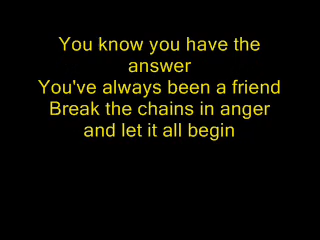 You know you have the
answer
You've always been a friend
Break the chains in anger
and let it all begin